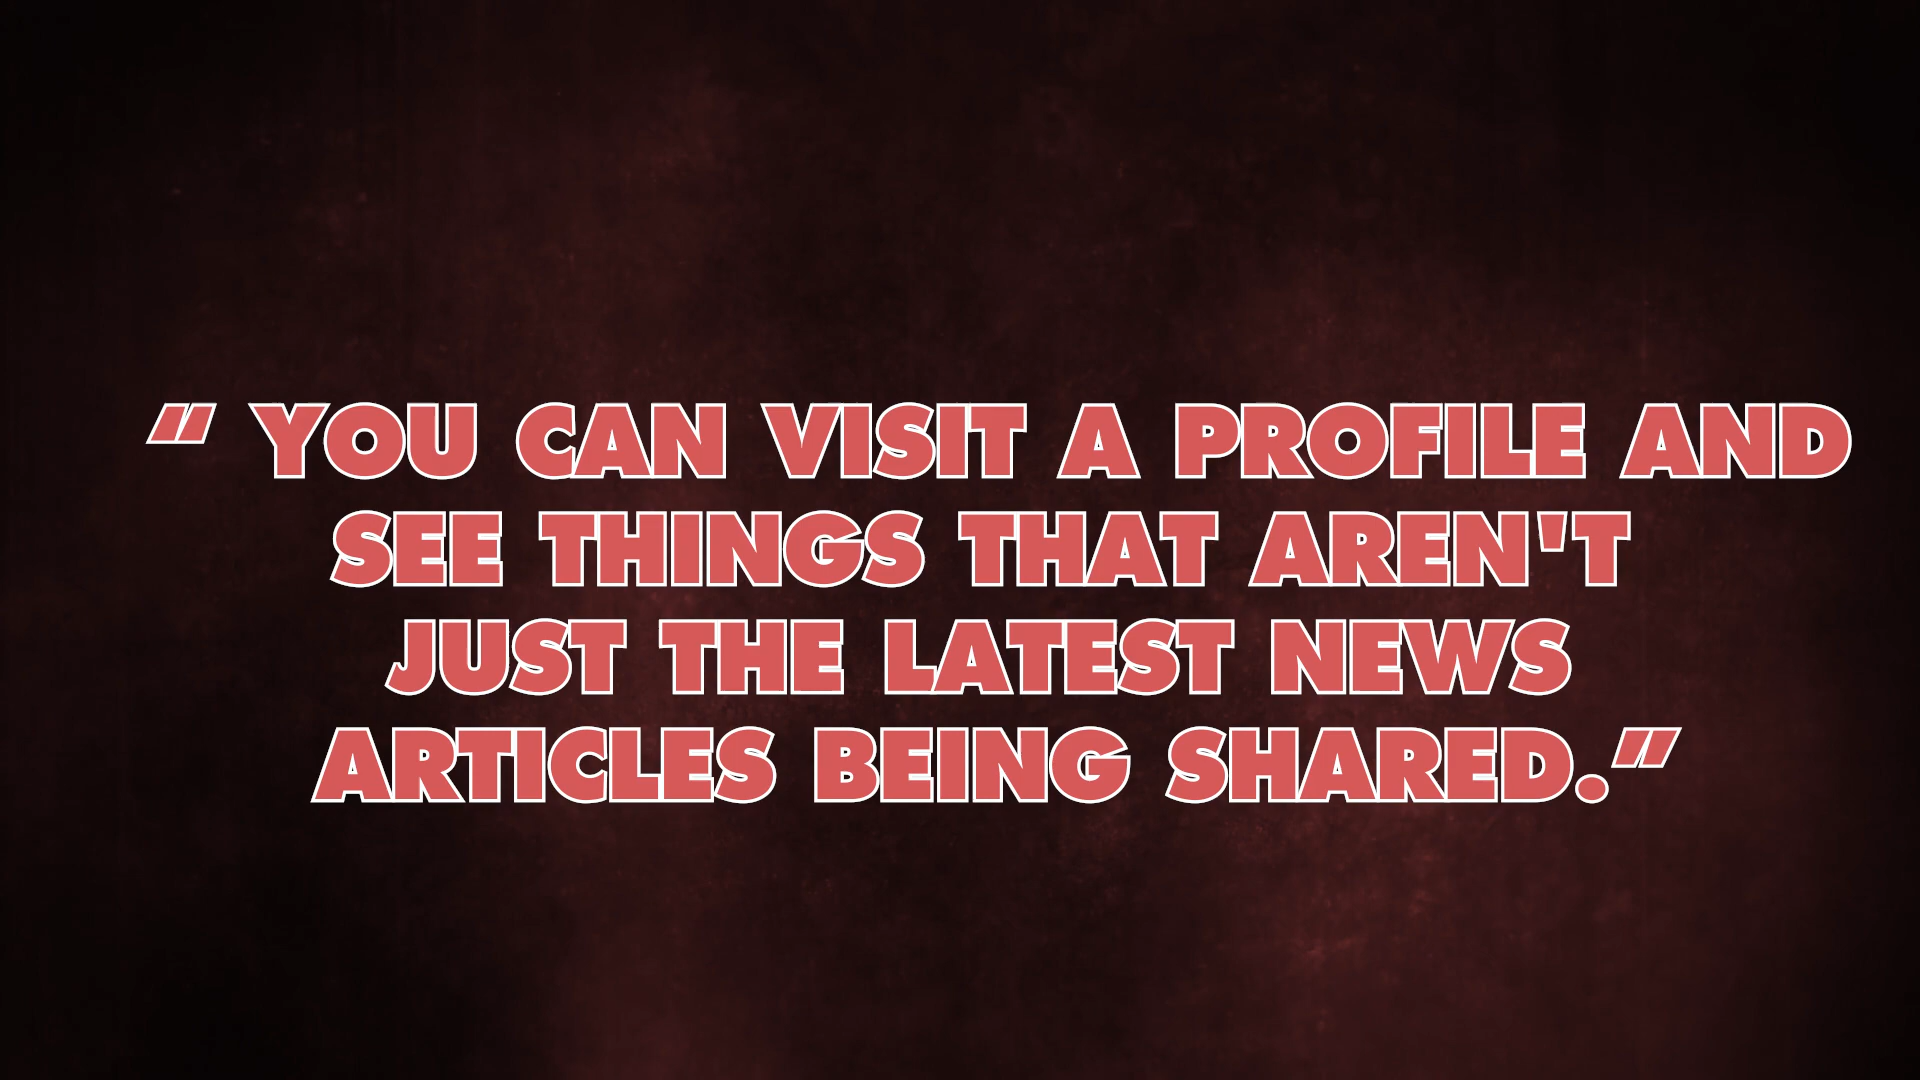 “ YOU CAN VISIT A PROFILE AND
SEE THINGS THAT AREN'T
JUST THE LATEST NEWS
ARTICLES BEING SHARED.”